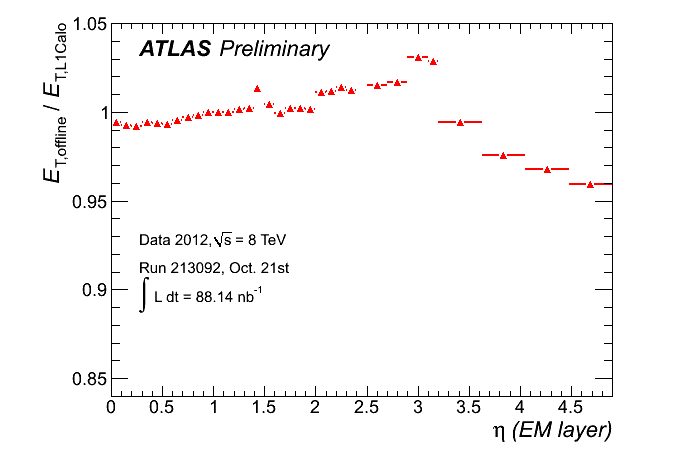 1.05
ATLAS Preliminary
E_T,offline / E_T,L1Calo
1
0.95
Data 2012, √s = 8 TeV
Run 213092, Oct. 21st
∫ L dt = 88.14 nb⁻¹
0.9
0.85
0 0.5 1 1.5 2 2.5 3 3.5 4 4.5
η (EM layer)